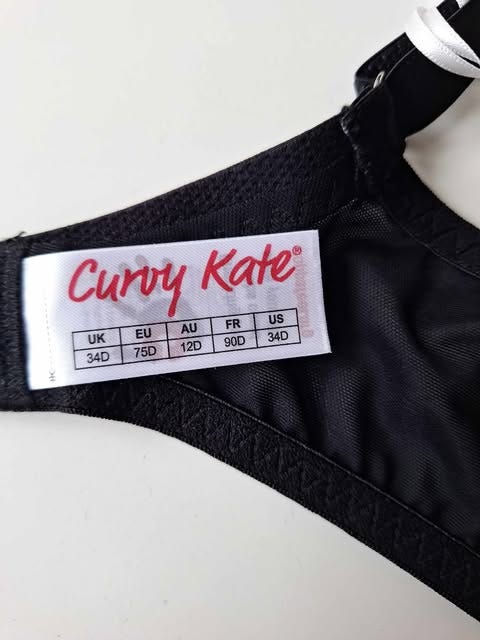 Curvy Kate®
UK EU AU FR US
34D 75D 12D 90D 34D